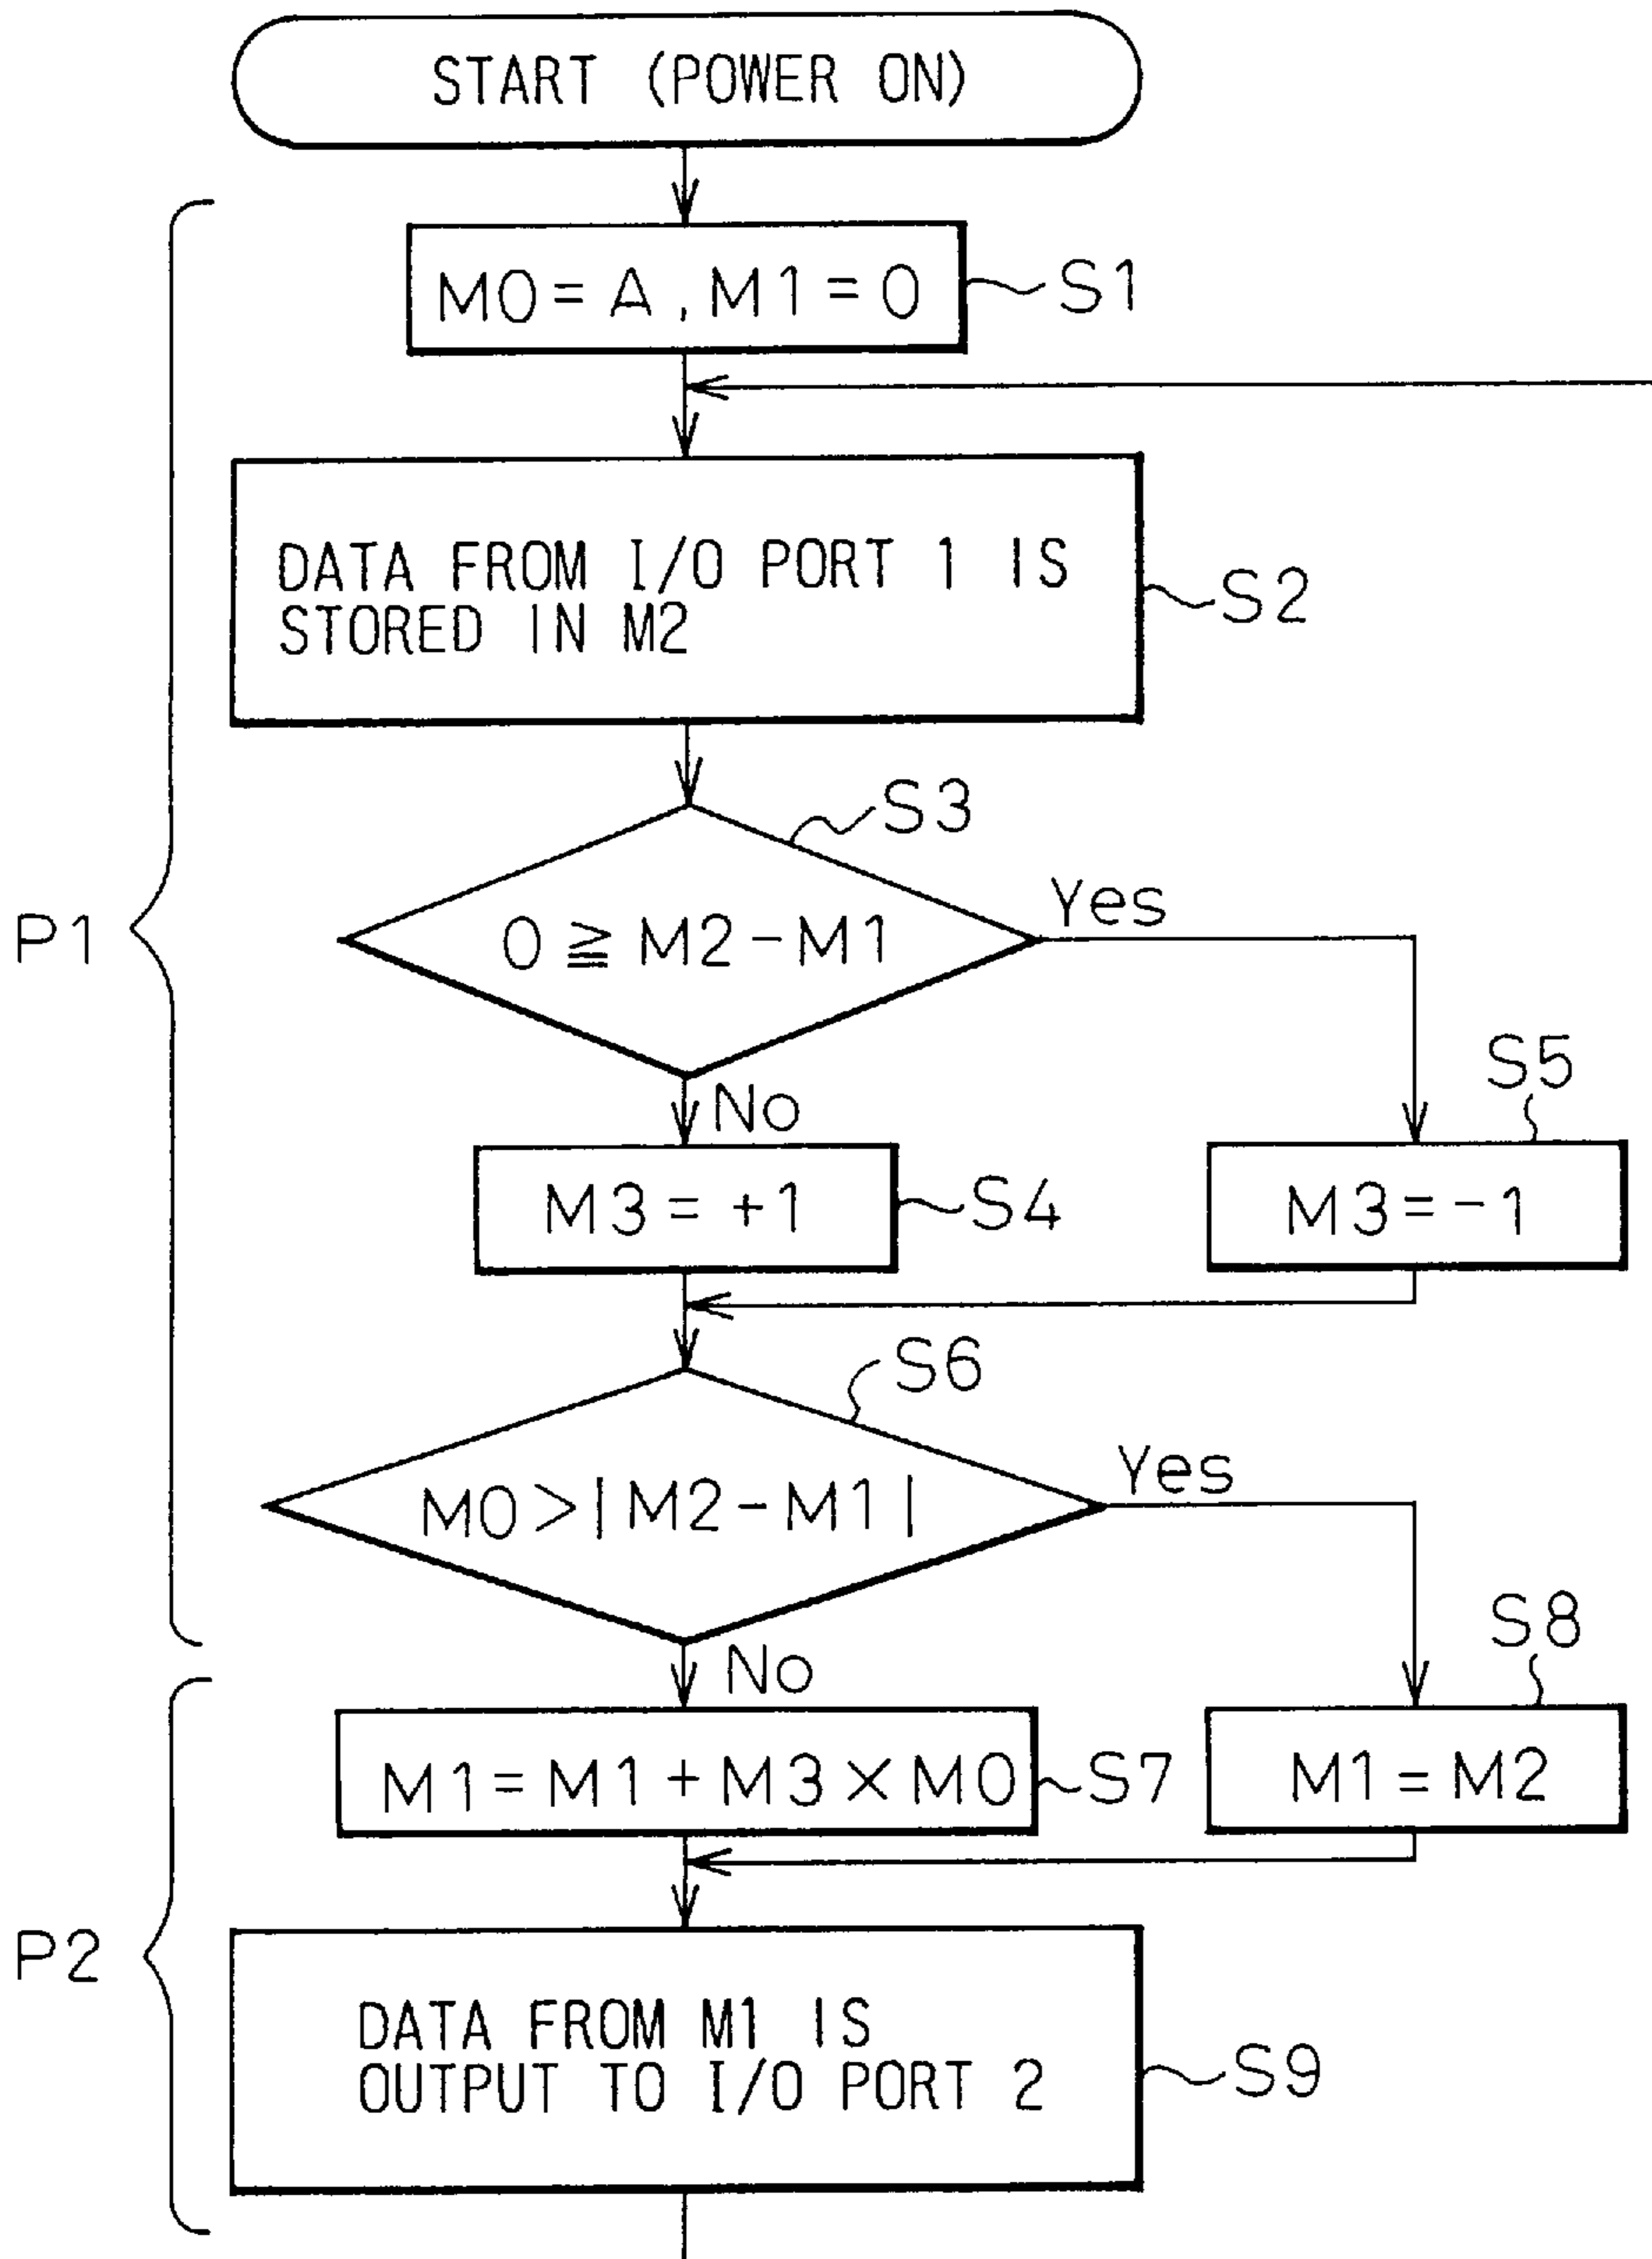 START (POWER ON)
M0 = A , M1 = 0
S1
DATA FROM I/O PORT 1 IS
STORED IN M2
S2
P1
S3
0 ≧ M2 - M1
Yes
No
S5
M3 = +1
S4
M3 = -1
S6
M0 > | M2 - M1 |
Yes
No
S8
M1 = M1 + M3 × M0
S7
M1 = M2
P2
DATA FROM M1 IS
OUTPUT TO I/O PORT 2
S9